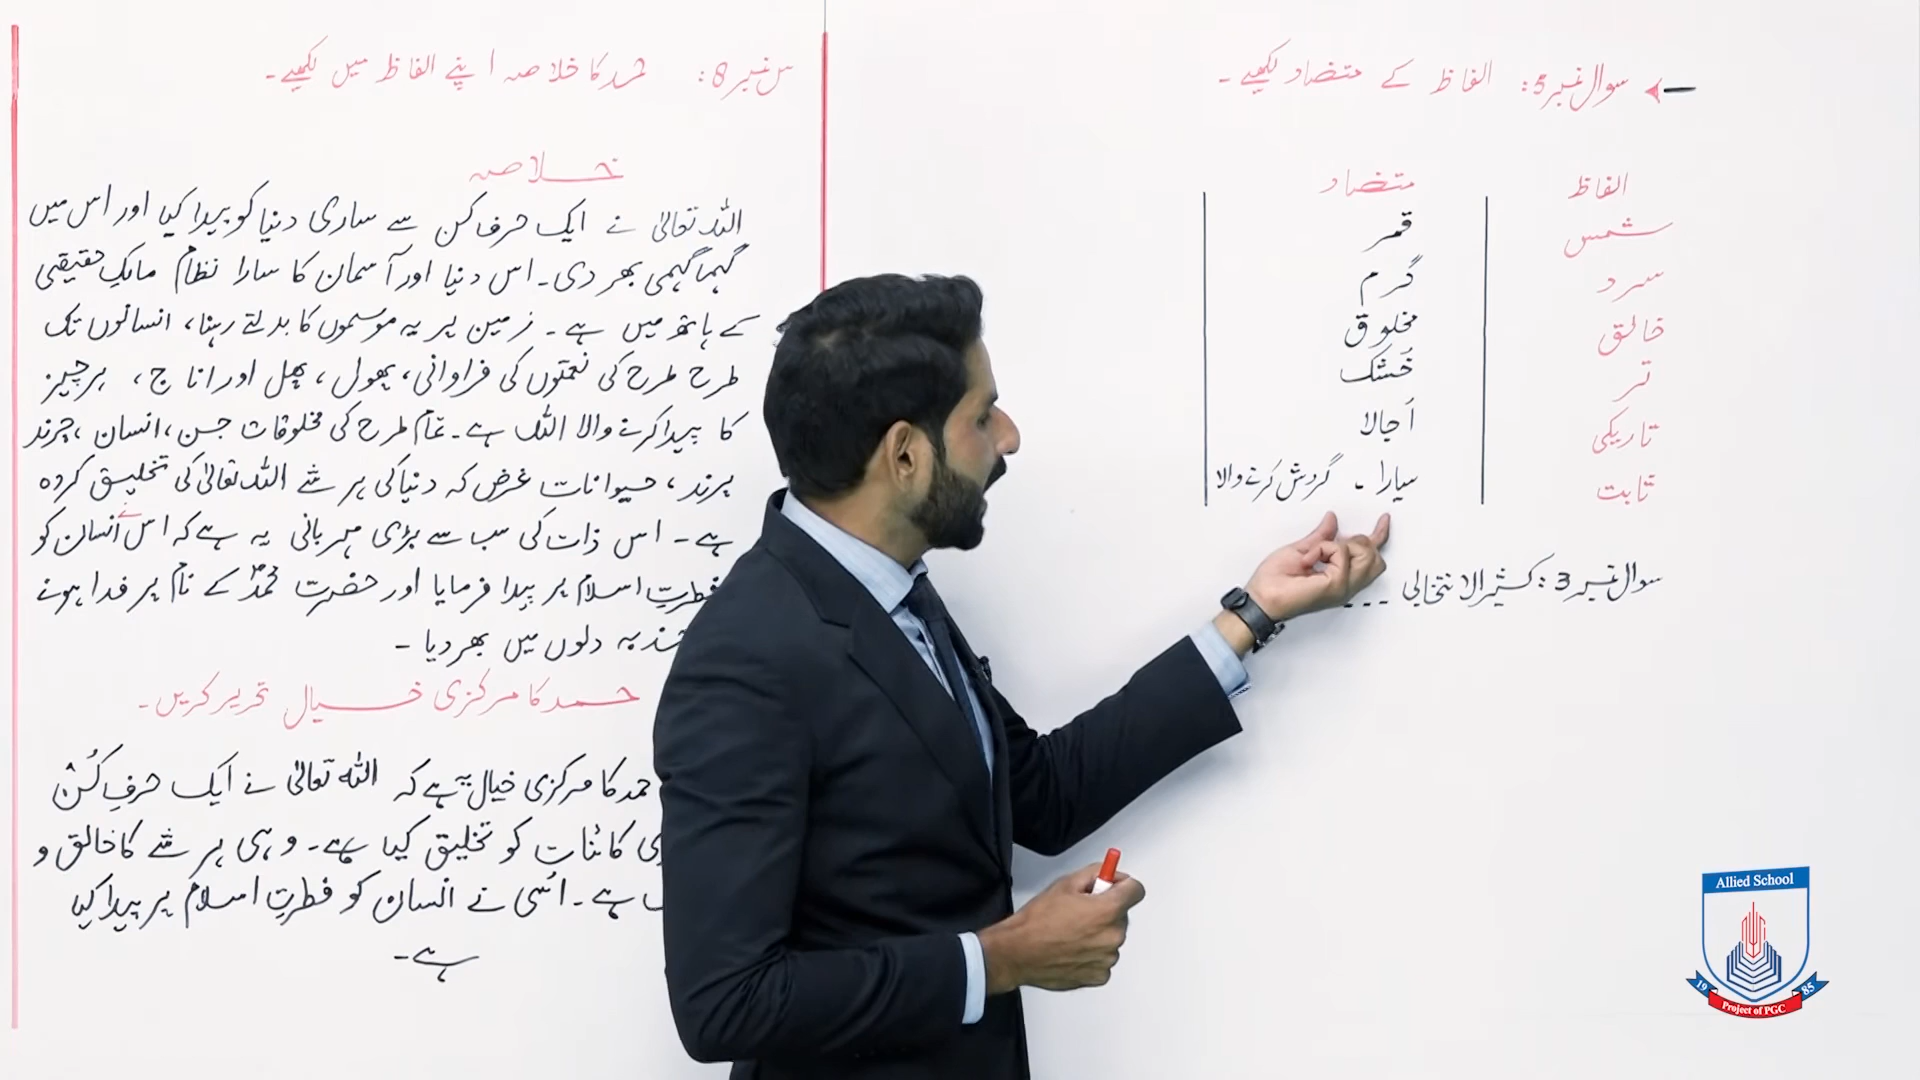 سوال نمبر 5: الفاظ کے متضاد لکھیے۔
الفاظ متضاد
شمس قمر
سرد گرم
خالق مخلوق
تر خَشک
تاریکی اَجالا
ثابت سیارا ۔ گردش کرنے والا
سوال نمبر 3: کثیر الانتخابی ۔ ۔ ۔
س نمبر 8: حمد کا خلاصہ اپنے الفاظ میں لکھیے۔
خلاصہ
اللہ تعالیٰ نے ایک حرف کن سے ساری دنیا کو پیدا کیا اور اس میں
گہما گہمی بھر دی۔ اس دنیا اور آسمان کا سارا نظام مالکِ حقیقی
کے ہاتھ میں ہے۔ زمین پر یہ موسموں کا بدلتے رہنا، انسانوں تک
طرح طرح کی نعمتوں کی فراوانی، پھول، پھل اور اناج، ہر چیز
کا پیدا کرنے والا اللہ ہے۔ تمام طرح کی مخلوقات جن، انسان، چرند
پرند، حیوانات غرض کہ دنیا کی ہر شے اللہ تعالیٰ کی تخلیق کردہ
ہے۔ اس ذات کی سب سے بڑی مہربانی یہ ہے کہ اس نے انسان کو
فطرتِ اسلام پر پیدا فرمایا اور حضرت محمدؐ کے نام پر فدا ہونے
دلوں میں بھر دیا۔
حمد کا مرکزی خیال تحریر کریں۔
حمد کا مرکزی خیال یہ ہے کہ اللہ تعالیٰ نے ایک حرفِ کُن
کائنات کو تخلیق کیا ہے۔ وہی ہر شے کا خالق و
ہے۔ اُسی نے انسان کو فطرتِ اسلام پر پیدا کیا
ہے۔
Allied School
19 85
Project of PGC